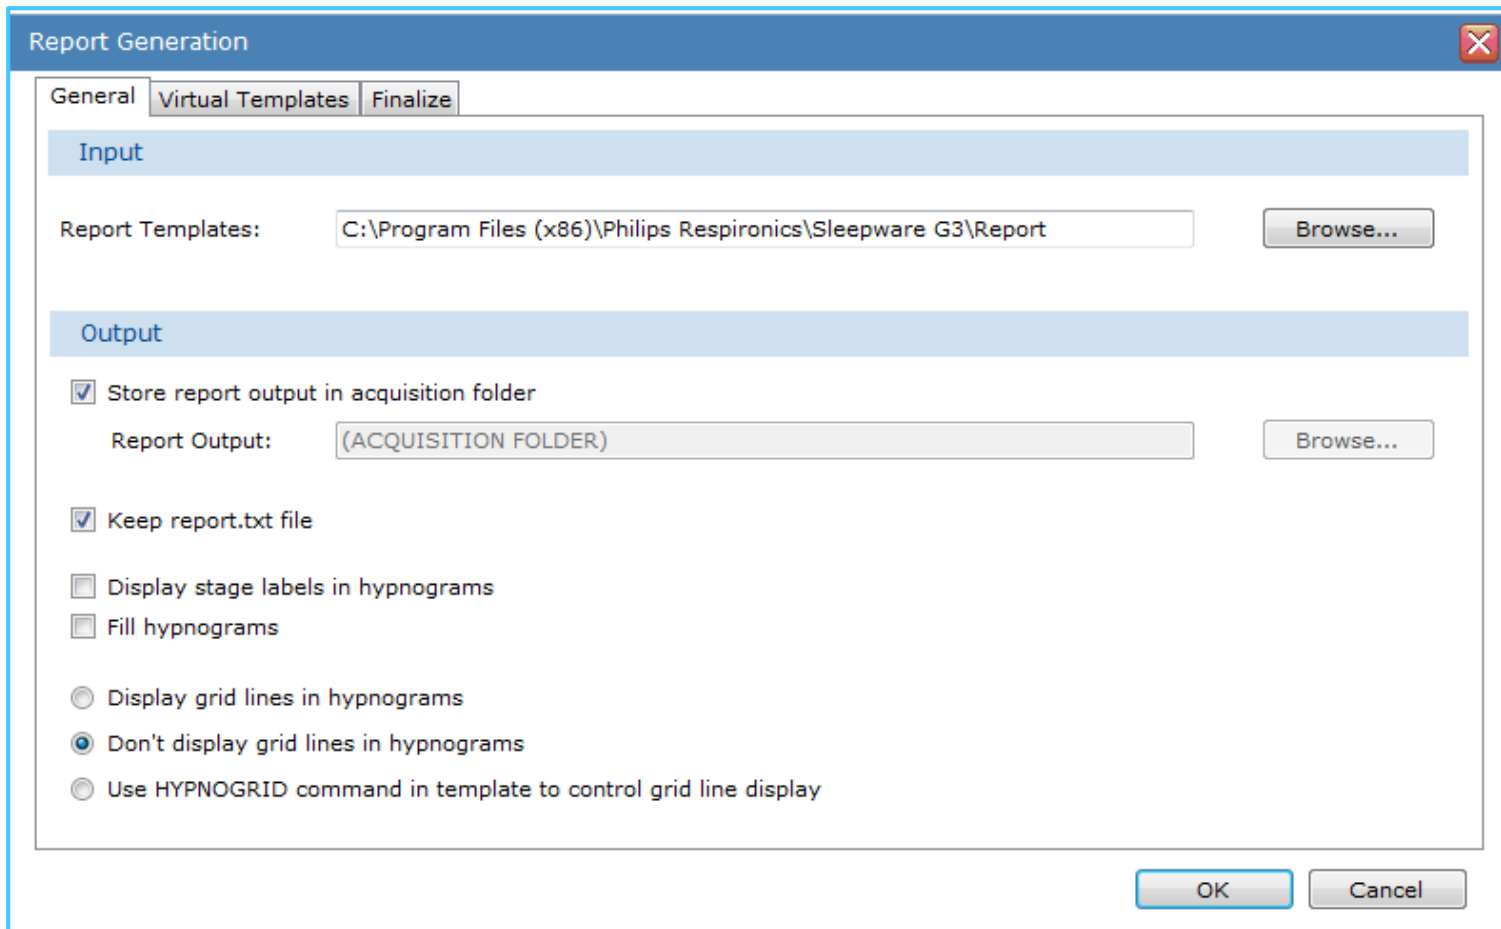 Report Generation
General Virtual Templates Finalize
Input
Report Templates: C:\Program Files (x86)\Philips Respironics\Sleepware G3\Report Browse...
Output
Store report output in acquisition folder
Report Output: (ACQUISITION FOLDER) Browse...
Keep report.txt file
Display stage labels in hypnograms
Fill hypnograms
Display grid lines in hypnograms
Don't display grid lines in hypnograms
Use HYPNOGRID command in template to control grid line display
OK Cancel